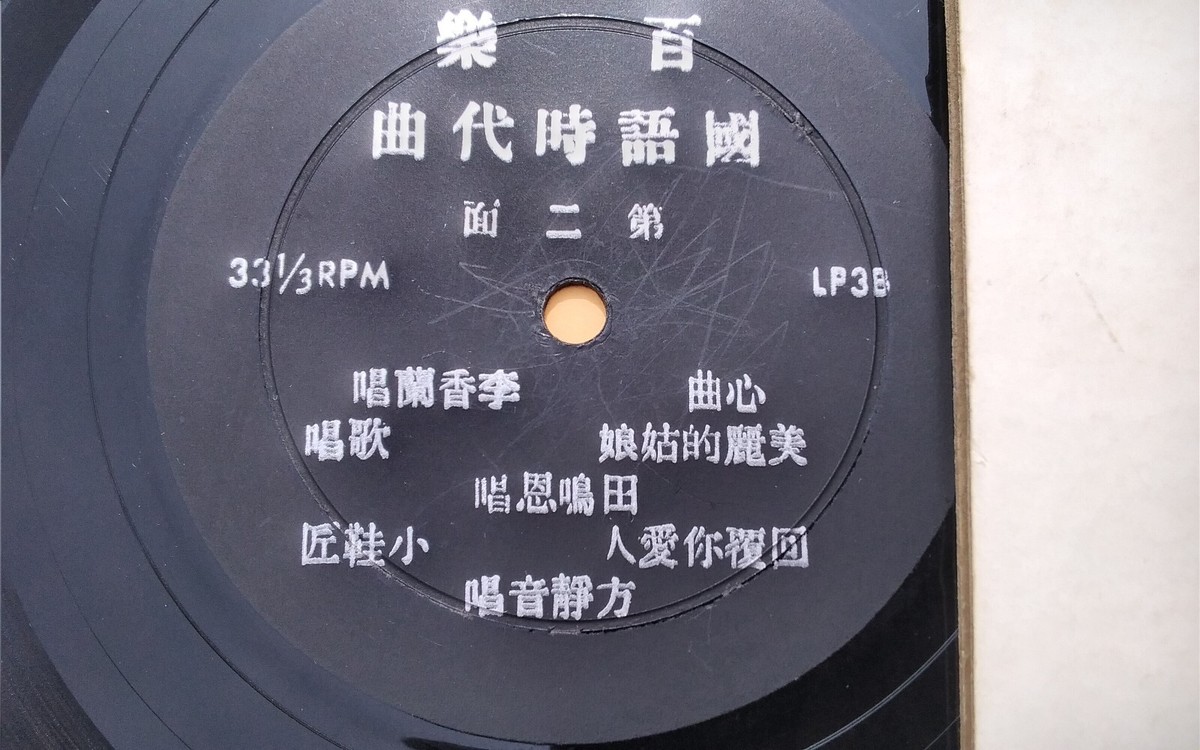 百樂
國語時代曲
第二面
33⅓RPM LP3B
心曲 李香蘭唱
美麗的姑娘 歌唱
田鳴恩唱
回覆你愛人 小鞋匠
方靜音唱